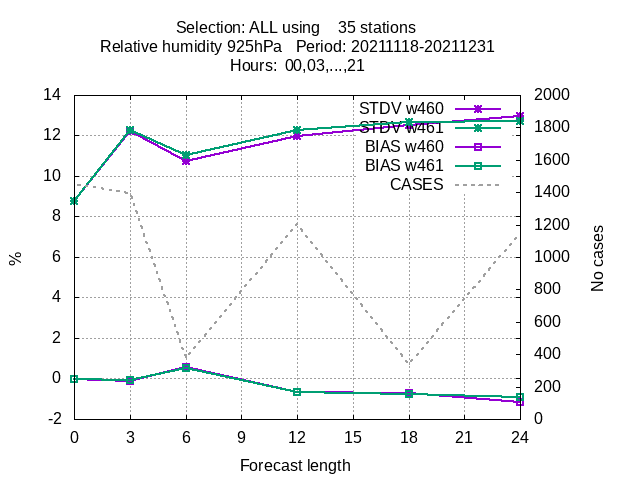 Selection: ALL using    35 stations
Relative humidity 925hPa   Period: 20211118-20211231
Hours:  00,03,...,21
STDV w460
STDV w461
BIAS w460
BIAS w461
CASES
14
12
10
8
6
4
2
0
-2
%
2000
1800
1600
1400
1200
1000
800
600
400
200
0
No cases
0 3 6 9 12 15 18 21 24
Forecast length